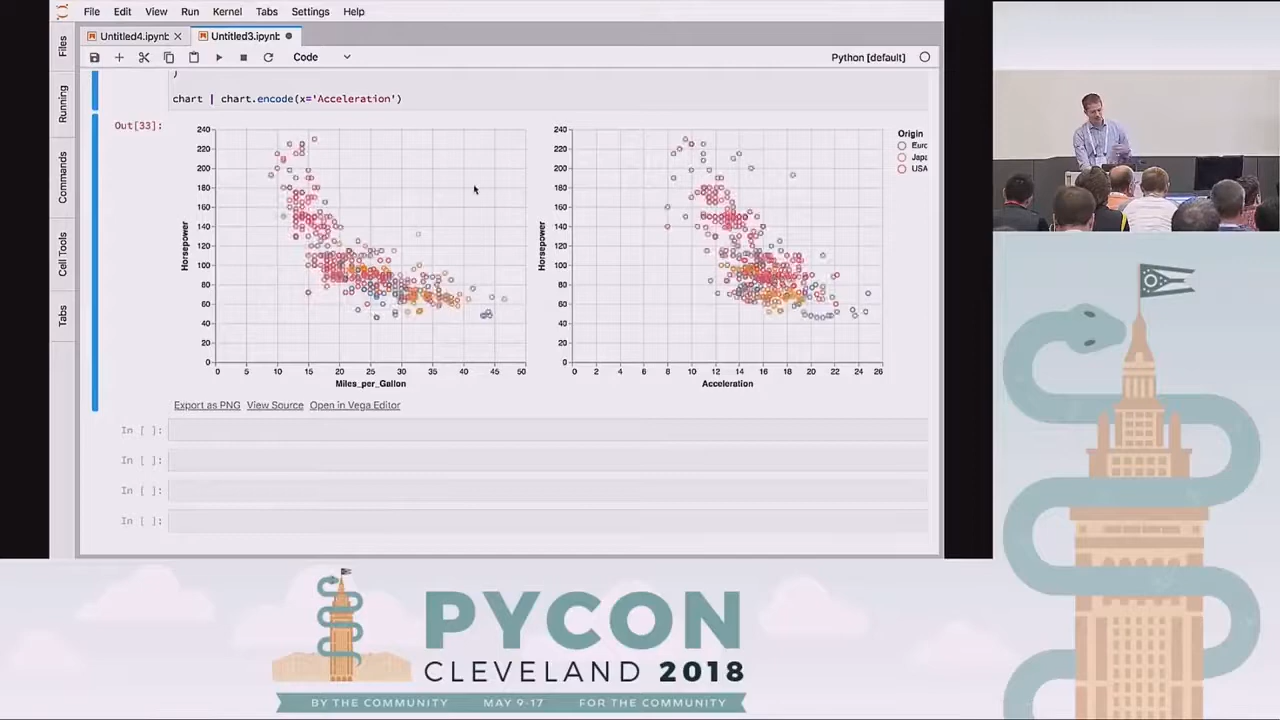 File Edit View Run Kernel Tabs Settings Help
Untitled4.ipynb
Untitled3.ipynb
Code
Python [default]
Files
Running
Commands
Cell Tools
Tabs
)
chart | chart.encode(x='Acceleration')
Out[33]:
240
220
200
180
160
140
120
100
80
60
40
20
0
Horsepower
0 5 10 15 20 25 30 35 40 45 50
Miles_per_Gallon
240
220
200
180
160
140
120
100
80
60
40
20
0
Horsepower
0 2 4 6 8 10 12 14 16 18 20 22 24 26
Acceleration
Origin
Euro
Japa
USA
Export as PNG View Source Open in Vega Editor
In [ ]:
In [ ]:
In [ ]:
In [ ]:
PYCON
CLEVELAND 2018
BY THE COMMUNITY MAY 9-17 FOR THE COMMUNITY